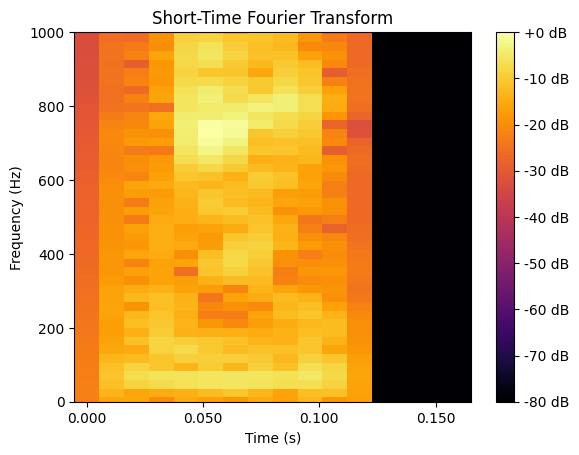 Short-Time Fourier Transform
Frequency (Hz)
1000
800
600
400
200
0
0.000
0.050
0.100
0.150
Time (s)
+0 dB
-10 dB
-20 dB
-30 dB
-40 dB
-50 dB
-60 dB
-70 dB
-80 dB